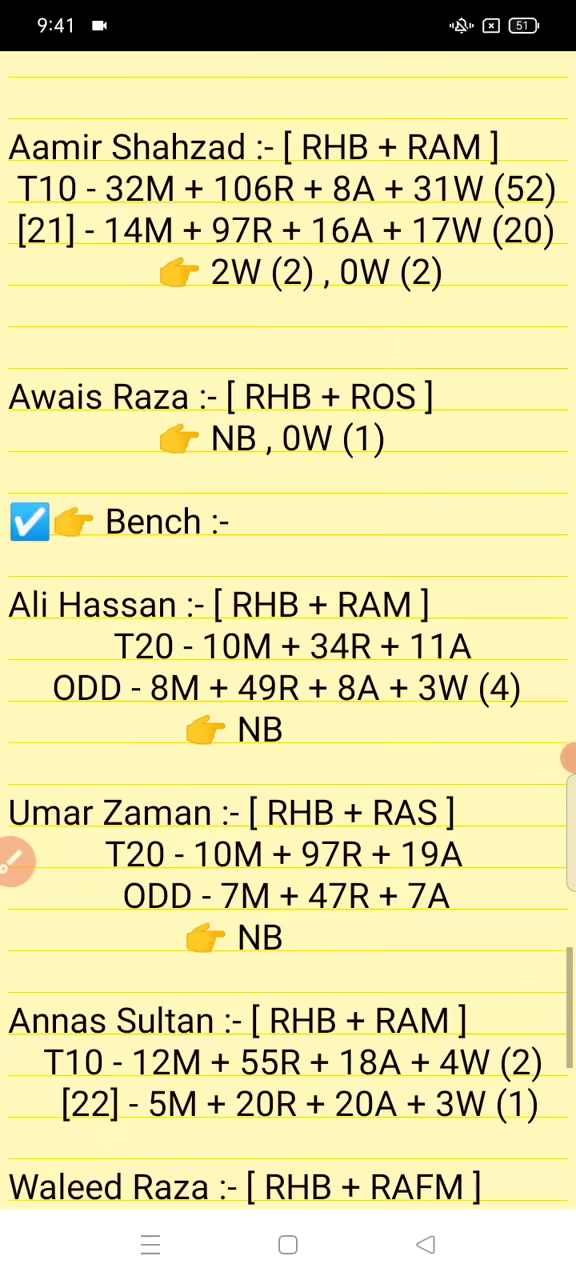 9:41
51
Aamir Shahzad :- [ RHB + RAM ]
T10 - 32M + 106R + 8A + 31W (52)
[21] - 14M + 97R + 16A + 17W (20)
👉 2W (2) , 0W (2)
Awais Raza :- [ RHB + ROS ]
👉 NB , 0W (1)
☑️👉 Bench :-
Ali Hassan :- [ RHB + RAM ]
T20 - 10M + 34R + 11A
ODD - 8M + 49R + 8A + 3W (4)
👉 NB
Umar Zaman :- [ RHB + RAS ]
T20 - 10M + 97R + 19A
ODD - 7M + 47R + 7A
👉 NB
Annas Sultan :- [ RHB + RAM ]
T10 - 12M + 55R + 18A + 4W (2)
[22] - 5M + 20R + 20A + 3W (1)
Waleed Raza :- [ RHB + RAFM ]